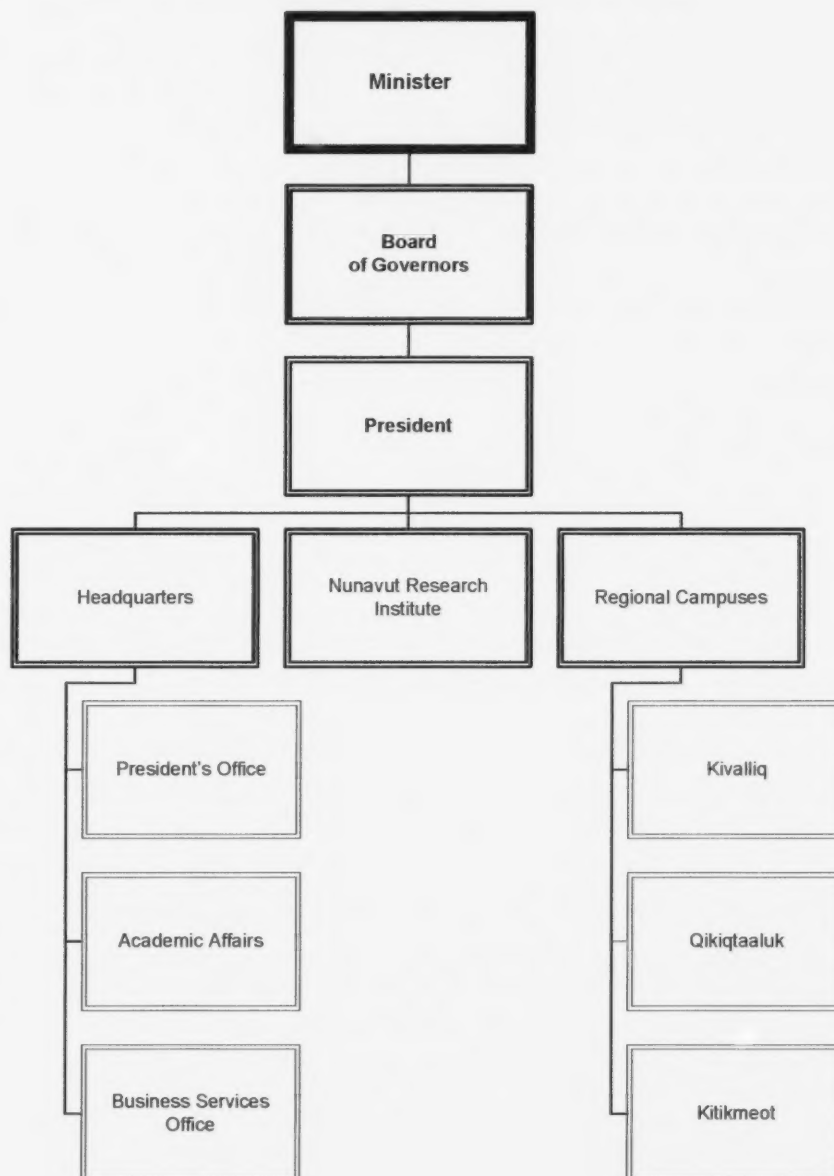 Minister
Board
of Governors
President
Headquarters
Nunavut Research
Institute
Regional Campuses
President's Office
Kivalliq
Academic Affairs
Qikiqtaaluk
Business Services
Office
Kitikmeot